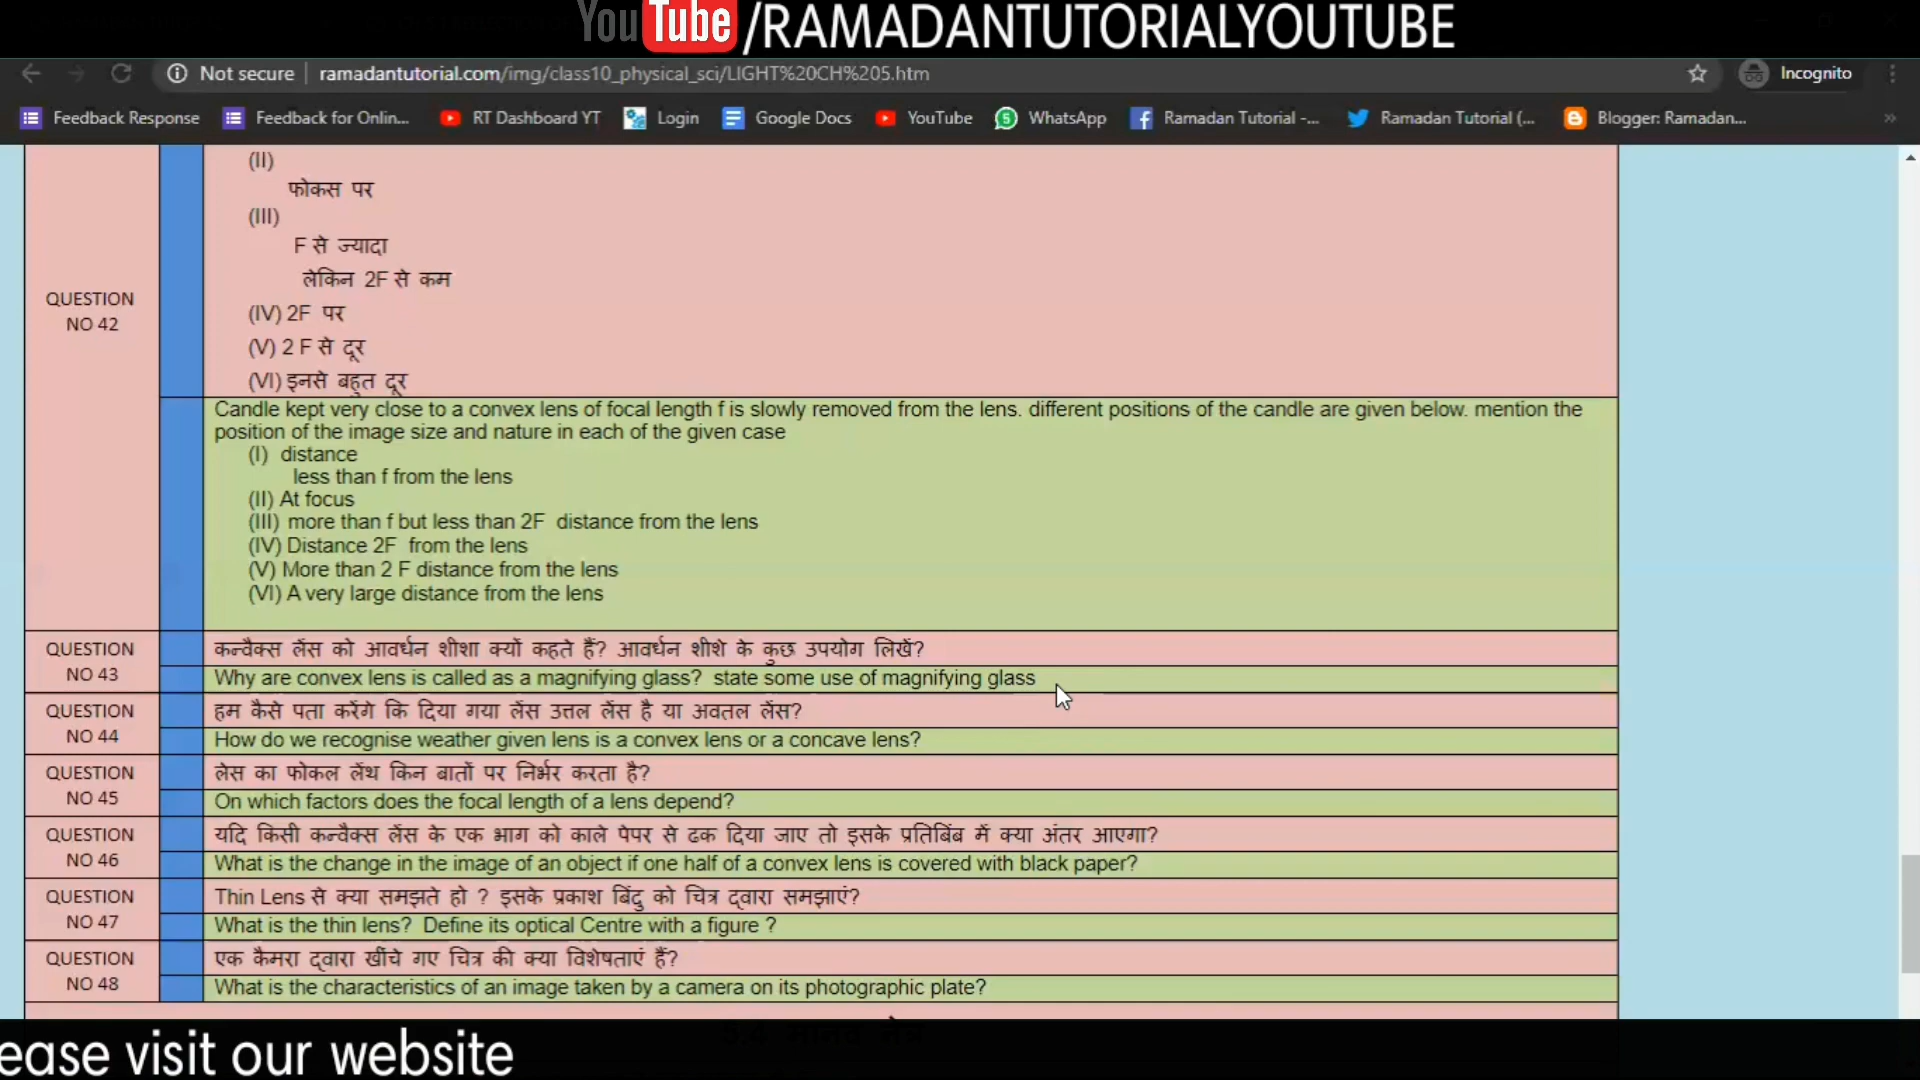 YouTube /RAMADANTUTORIALYOUTUBE
Not secure | ramadantutorial.com/img/class10_physical_sci/LIGHT%20CH%205.htm Incognito
Feedback Response Feedback for Onlin... RT Dashboard YT Login Google Docs YouTube WhatsApp Ramadan Tutorial -... Ramadan Tutorial (... Blogger: Ramadan... »
(II)
फोकस पर
(III)
F से ज्यादा
लेकिन 2F से कम
QUESTION
NO 42
(IV) 2F पर
(V) 2 F से दूर
(VI) इनसे बहुत दूर
Candle kept very close to a convex lens of focal length f is slowly removed from the lens. different positions of the candle are given below. mention the
position of the image size and nature in each of the given case
(I) distance
less than f from the lens
(II) At focus
(III) more than f but less than 2F distance from the lens
(IV) Distance 2F from the lens
(V) More than 2 F distance from the lens
(VI) A very large distance from the lens
QUESTION
NO 43
कन्वैक्स लेंस को आवर्धन शीशा क्यों कहते हैं? आवर्धन शीशे के कुछ उपयोग लिखें?
Why are convex lens is called as a magnifying glass? state some use of magnifying glass
QUESTION
NO 44
हम कैसे पता करेंगे कि दिया गया लेंस उत्तल लेंस है या अवतल लेंस?
How do we recognise weather given lens is a convex lens or a concave lens?
QUESTION
NO 45
लेस का फोकल लेंथ किन बातों पर निर्भर करता है?
On which factors does the focal length of a lens depend?
QUESTION
NO 46
यदि किसी कन्वैक्स लेंस के एक भाग को काले पेपर से ढक दिया जाए तो इसके प्रतिबिंब में क्या अंतर आएगा?
What is the change in the image of an object if one half of a convex lens is covered with black paper?
QUESTION
NO 47
Thin Lens से क्या समझते हो ? इसके प्रकाश बिंदु को चित्र द्वारा समझाएं?
What is the thin lens? Define its optical Centre with a figure ?
QUESTION
NO 48
एक कैमरा द्वारा खींचे गए चित्र की क्या विशेषताएं हैं?
What is the characteristics of an image taken by a camera on its photographic plate?
ease visit our website